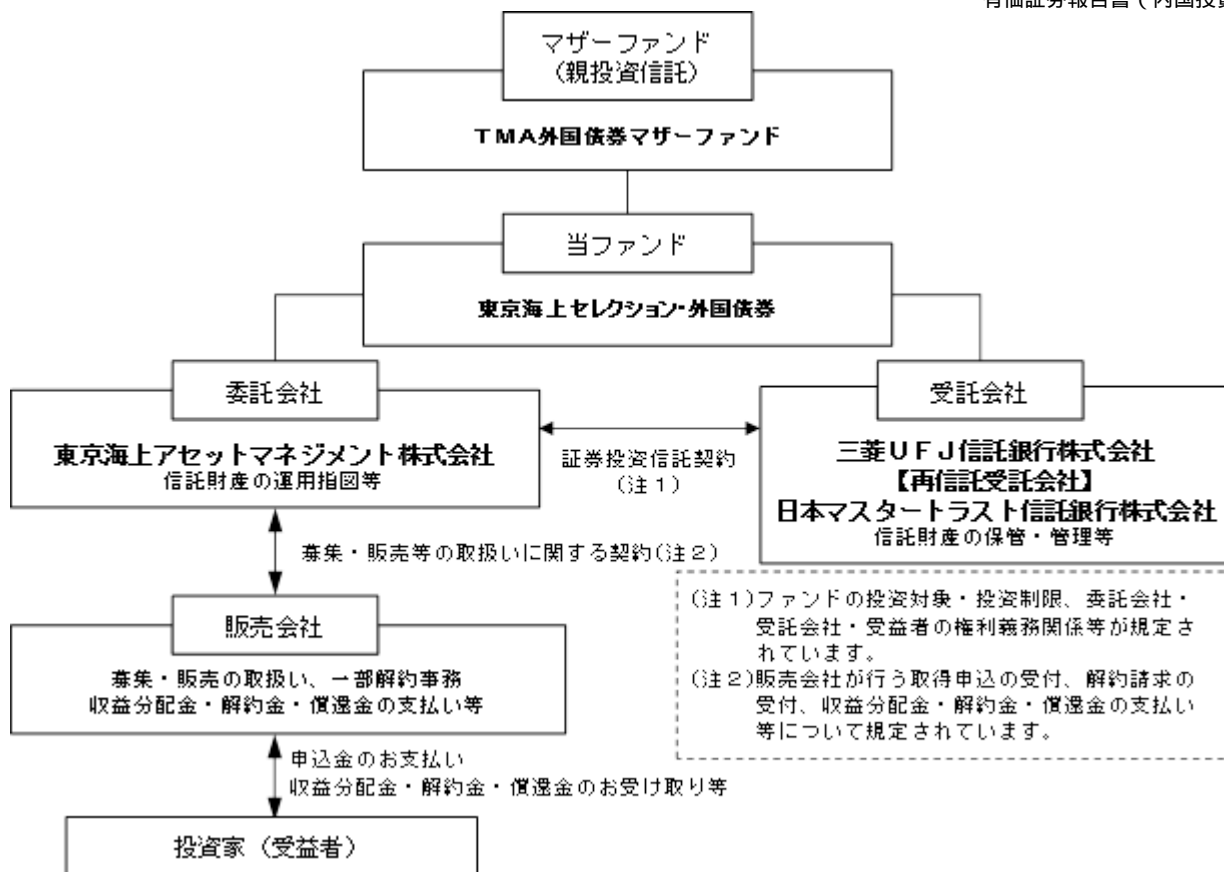 有価証券報告書（内国投資
マザーファンド
（親投資信託）
ＴＭＡ外国債券マザーファンド
当ファンド
東京海上セレクション・外国債券
委託会社
東京海上アセットマネジメント株式会社
信託財産の運用指図等
証券投資信託契約
（注１）
受託会社
三菱ＵＦＪ信託銀行株式会社
【再信託受託会社】
日本マスタートラスト信託銀行株式会社
信託財産の保管・管理等
募集・販売等の取扱いに関する契約（注２）
販売会社
募集・販売の取扱い、一部解約事務
収益分配金・解約金・償還金の支払い等
（注１）ファンドの投資対象・投資制限、委託会社・
受託会社・受益者の権利義務関係等が規定さ
れています。
（注２）販売会社が行う取得申込の受付、解約請求の
受付、収益分配金・解約金・償還金の支払い
等について規定されています。
申込金のお支払い
収益分配金・解約金・償還金のお受け取り等
投資家（受益者）